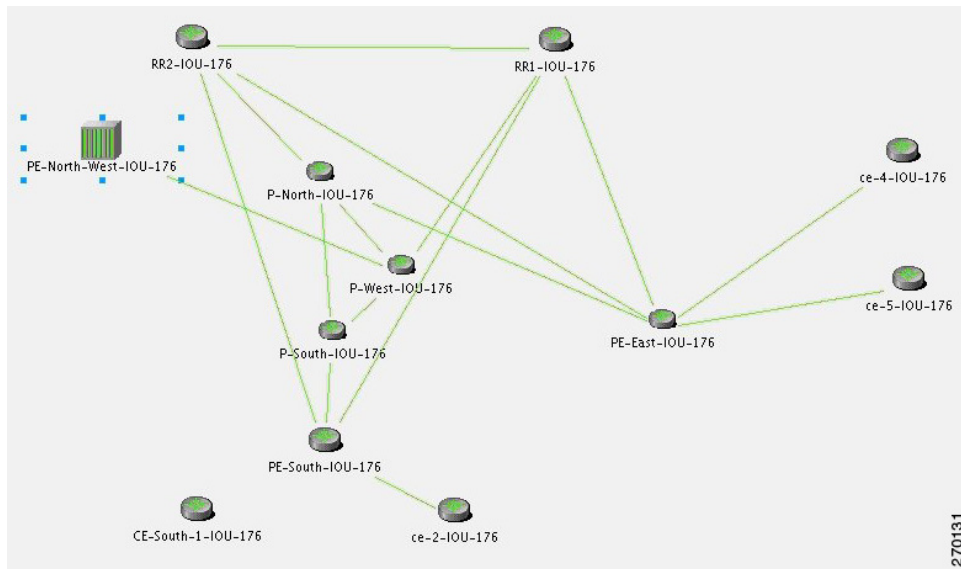 RR2-IOU-176
RR1-IOU-176
PE-North-West-IOU-176
P-North-IOU-176
ce-4-IOU-176
P-West-IOU-176
ce-5-IOU-176
PE-East-IOU-176
P-South-IOU-176
PE-South-IOU-176
CE-South-1-IOU-176
ce-2-IOU-176
270131